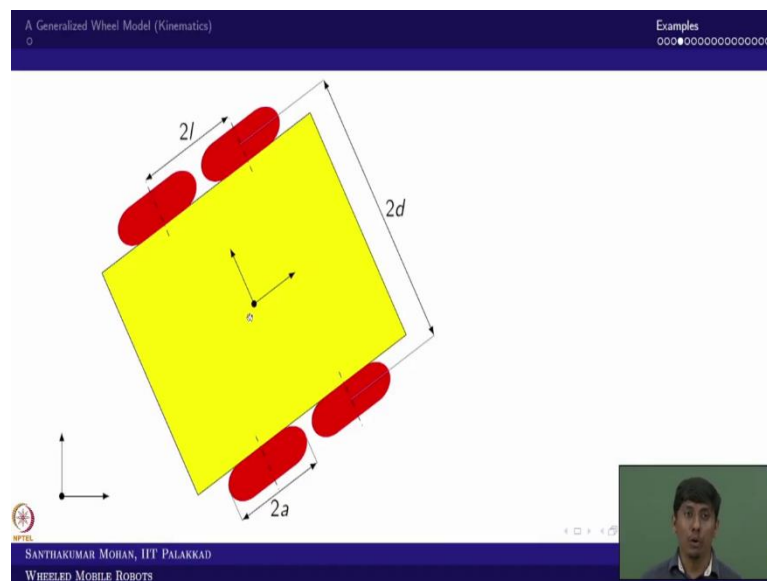 A Generalized Wheel Model (Kinematics)
Examples
2l
2d
2a
NPTEL
SANTHAKUMAR MOHAN, IIT PALAKKAD
WHEELED MOBILE ROBOTS